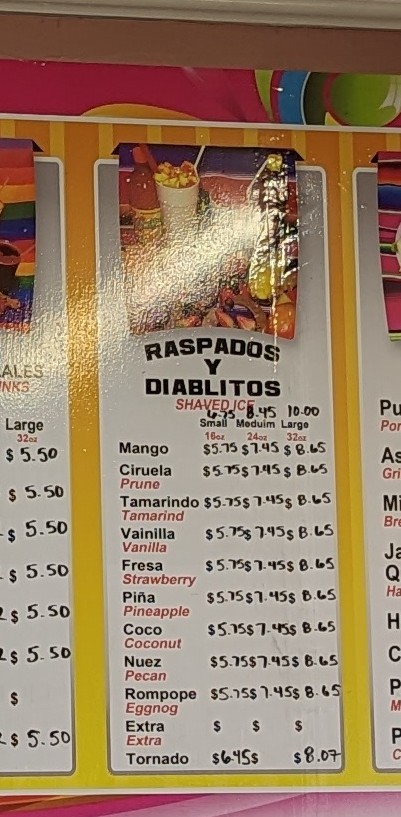 RASPADOS
Y
DIABLITOS
SHAVED ICE
6.75 8.45 10.00
Small Meduim Large
16oz 24oz 32oz
Mango $5.75 $7.45 $8.65
Ciruela $5.75 $7.45 $8.65
Prune
Tamarindo $5.75 $7.45 $8.65
Tamarind
Vainilla $5.75 $7.45 $8.65
Vanilla
Fresa $5.75 $7.45 $8.65
Strawberry
Piña $5.75 $7.45 $8.65
Pineapple
Coco $5.75 $7.45 $8.65
Coconut
Nuez $5.75 $7.45 $8.65
Pecan
Rompope $5.75 $7.45 $8.65
Eggnog
Extra $ $ $
Extra
Tornado $6.45 $ $8.07
Large
32oz
$5.50
$5.50
$5.50
$5.50
$5.50
$5.50
$
$5.50